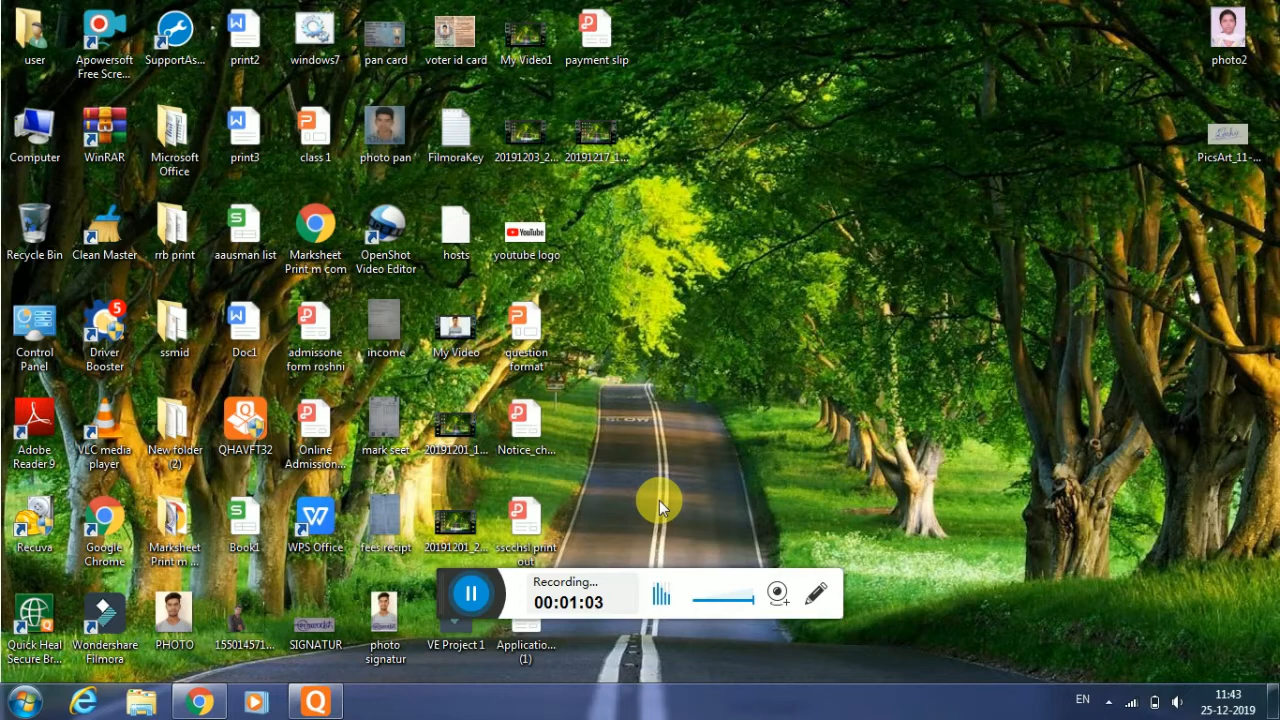 user
Apowersoft
Free Scre...
SupportAs...
print2
windows7
pan card
voter id card
My Video1
payment slip
photo2
Computer
WinRAR
Microsoft
Office
print3
class 1
photo pan
FilmoraKey
20191203_2...
20191217_1...
PicsArt_11-...
Recycle Bin
Clean Master
rrb print
aausman list
Marksheet
Print m com
OpenShot
Video Editor
hosts
YouTube
youtube logo
5
Control
Panel
Driver
Booster
ssmid
Doc1
admissone
form roshni
income
My Video
question
format
SLOW
Adobe
Reader 9
VLC media
player
New folder
(2)
QHAVFT32
Online
Admission...
mark seet
20191201_1...
Notice_ch...
Recuva
Google
Chrome
Marksheet
Print m ...
Book1
WPS Office
fees recipt
20191201_2...
sscchsl print
out
Recording...
00:01:03
Quick Heal
Secure Br...
Wondershare
Filmora
PHOTO
155014571...
SIGNATUR
photo
signatur
VE Project 1
Applicatio...
(1)
EN
11:43
25-12-2019